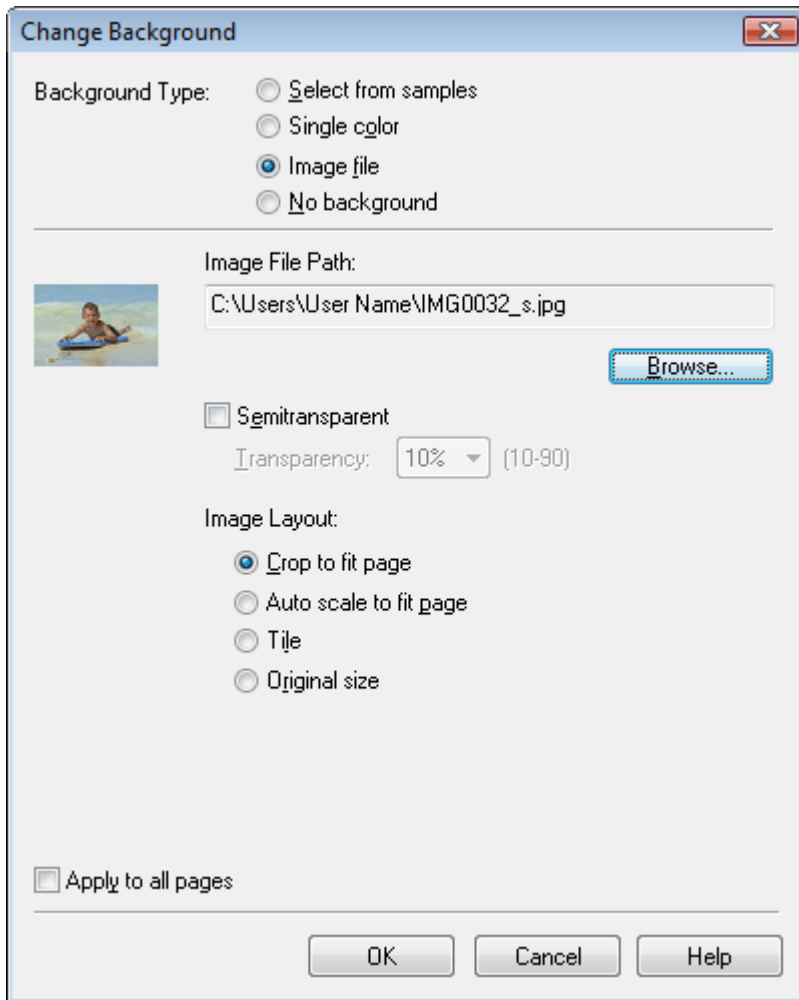 Change Background
Background Type:
Select from samples
Single color
Image file
No background
Image File Path:
C:\Users\User Name\IMG0032_s.jpg
Browse...
Semitransparent
Transparency: 10% (10-90)
Image Layout:
Crop to fit page
Auto scale to fit page
Tile
Original size
Apply to all pages
OK Cancel Help